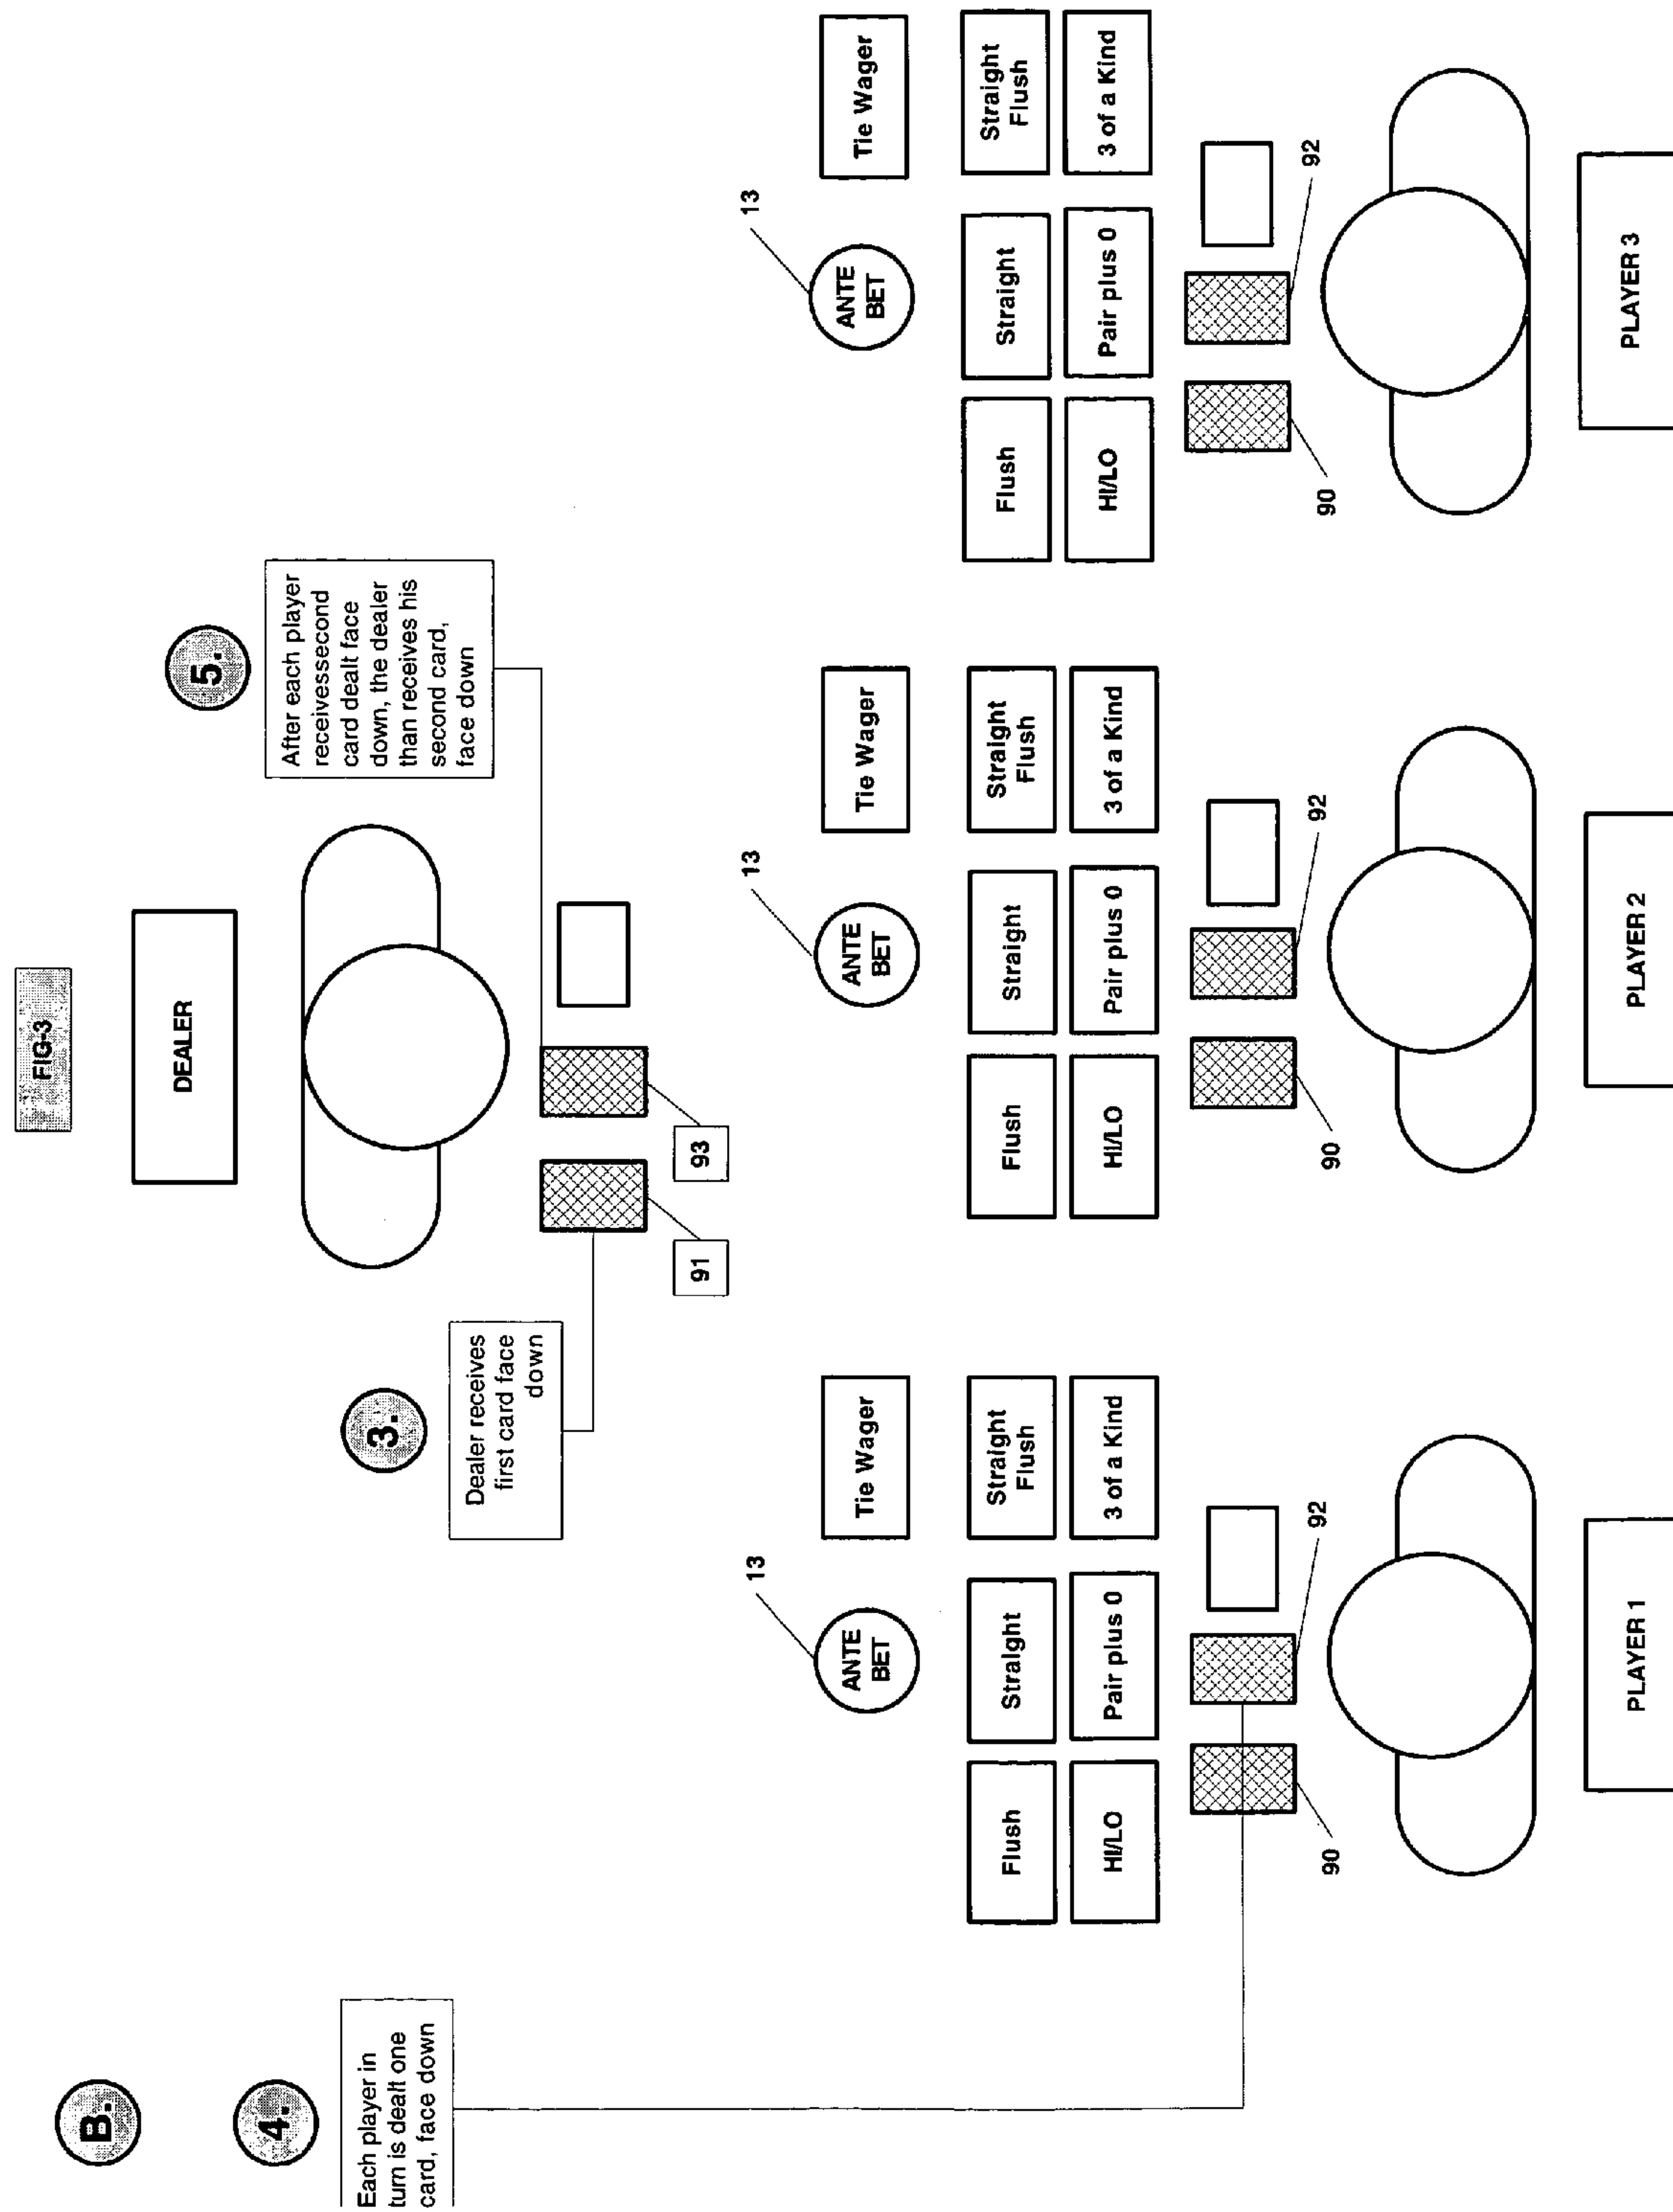 FIG-3
B.
DEALER
4.
Each player in
turn is dealt one
card, face down
3.
Dealer receives
first card face
down
5.
After each player
receivessecond
card dealt face
down, the dealer
than receives his
second card,
face down
91
93
13
ANTE
BET
Tie Wager
Flush
Straight
Straight
Flush
HI/LO
Pair plus 0
3 of a Kind
90
92
PLAYER 1
13
ANTE
BET
Tie Wager
Flush
Straight
Straight
Flush
HI/LO
Pair plus 0
3 of a Kind
90
92
PLAYER 2
13
ANTE
BET
Tie Wager
Flush
Straight
Straight
Flush
HI/LO
Pair plus 0
3 of a Kind
90
92
PLAYER 3